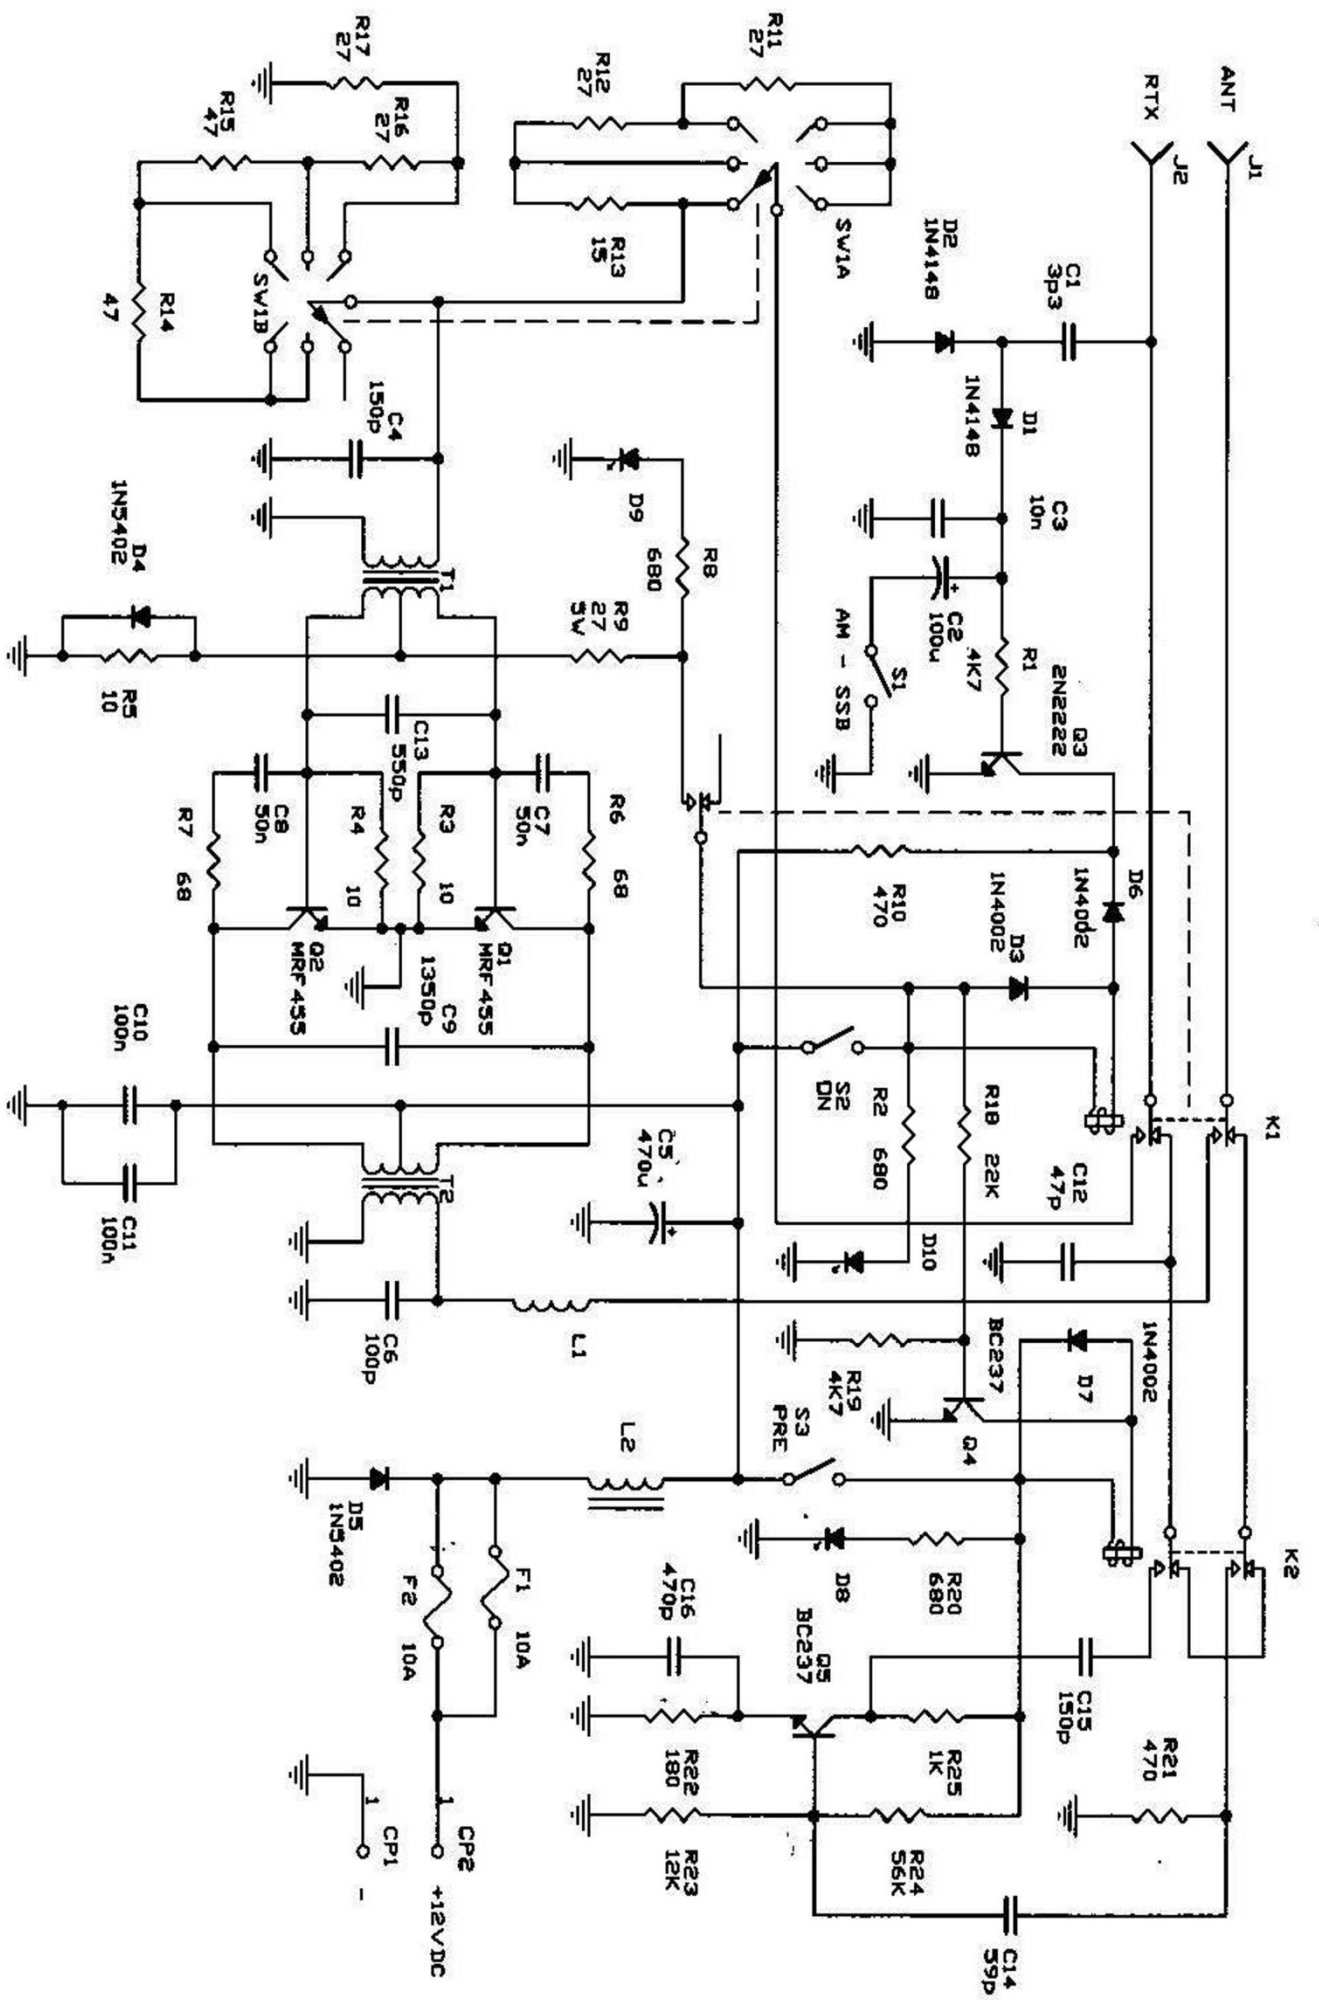 ANT
J1
RTX
J2
K1
K2
C1
3p3
D2
1N4148
D1
1N4148
C3
10n
C2
100u
R1
4K7
Q3
2N2222
S1
AM - SSB
D6
1N4002
D3
1N4002
R10
470
S2
ON
R2
680
R18
22K
C12
47p
D10
BC237
Q4
R19
4K7
1N4002
D7
S3
PRE
R20
680
D8
C15
150p
R21
470
R25
1K
Q5
BC237
C16
470p
R22
180
R23
12K
R24
56K
C14
59p
R11
27
R12
27
R13
15
SW1A
R17
27
R16
27
R15
47
R14
47
SW1B
C4
150p
D9
R8
680
R9
27
5W
T1
D4
1N5402
R5
10
C13
550p
C7
50n
C8
50n
R3
10
R4
10
R6
68
R7
68
Q1
MRF455
Q2
MRF455
C9
1350p
C10
100n
C11
100n
T2
C5
470u
C6
100p
L1
L2
D5
1N5402
F1
10A
F2
10A
1
CP2
+12VDC
1
CP1
-